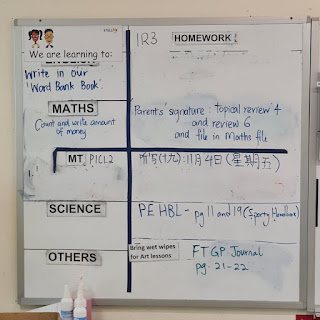 1R3 HOMEWORK
We are learning to:
ENGLISH
Write in our
'Word Bank Book'.
MATHS
Count and write amount
of money
Parents' signature: topical review 4
and review 6
and file in Maths file
MT PICL2
听写(十九):11月4日(星期五)
SCIENCE
PE HBL - pg 11 and 19 (Sporty Handbook)
OTHERS
Bring wet wipes
for Art lessons
FTGP Journal
pg. 21-22